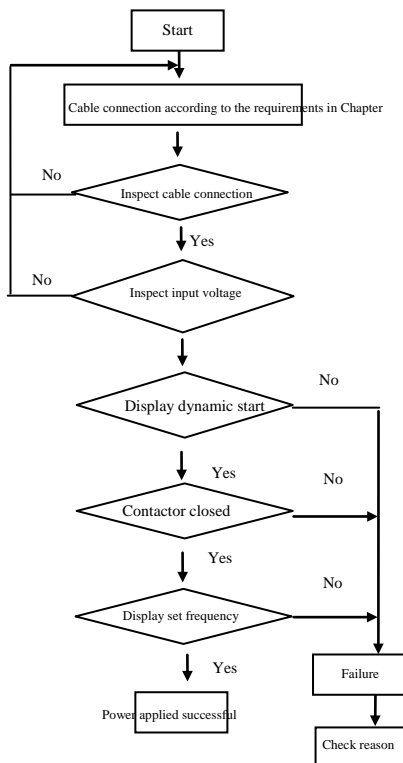 Start
Cable connection according to the requirements in Chapter
No
Inspect cable connection
Yes
No
Inspect input voltage
No
Display dynamic start
Yes
No
Contactor closed
Yes
No
Display set frequency
Yes
Failure
Power applied successful
Check reason